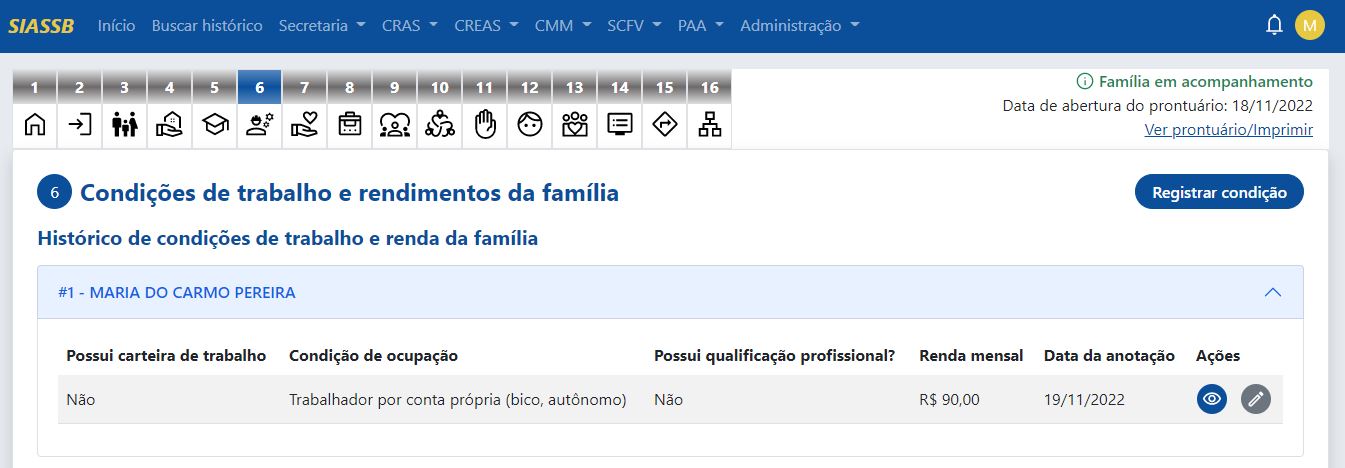 SIASSB Início Buscar histórico Secretaria CRAS CREAS CMM SCFV PAA Administração M
1 2 3 4 5 6 7 8 9 10 11 12 13 14 15 16
Família em acompanhamento
Data de abertura do prontuário: 18/11/2022
Ver prontuário/Imprimir
6 Condições de trabalho e rendimentos da família Registrar condição
Histórico de condições de trabalho e renda da família
#1 - MARIA DO CARMO PEREIRA
Possui carteira de trabalho Condição de ocupação Possui qualificação profissional? Renda mensal Data da anotação Ações
Não Trabalhador por conta própria (bico, autônomo) Não R$ 90,00 19/11/2022